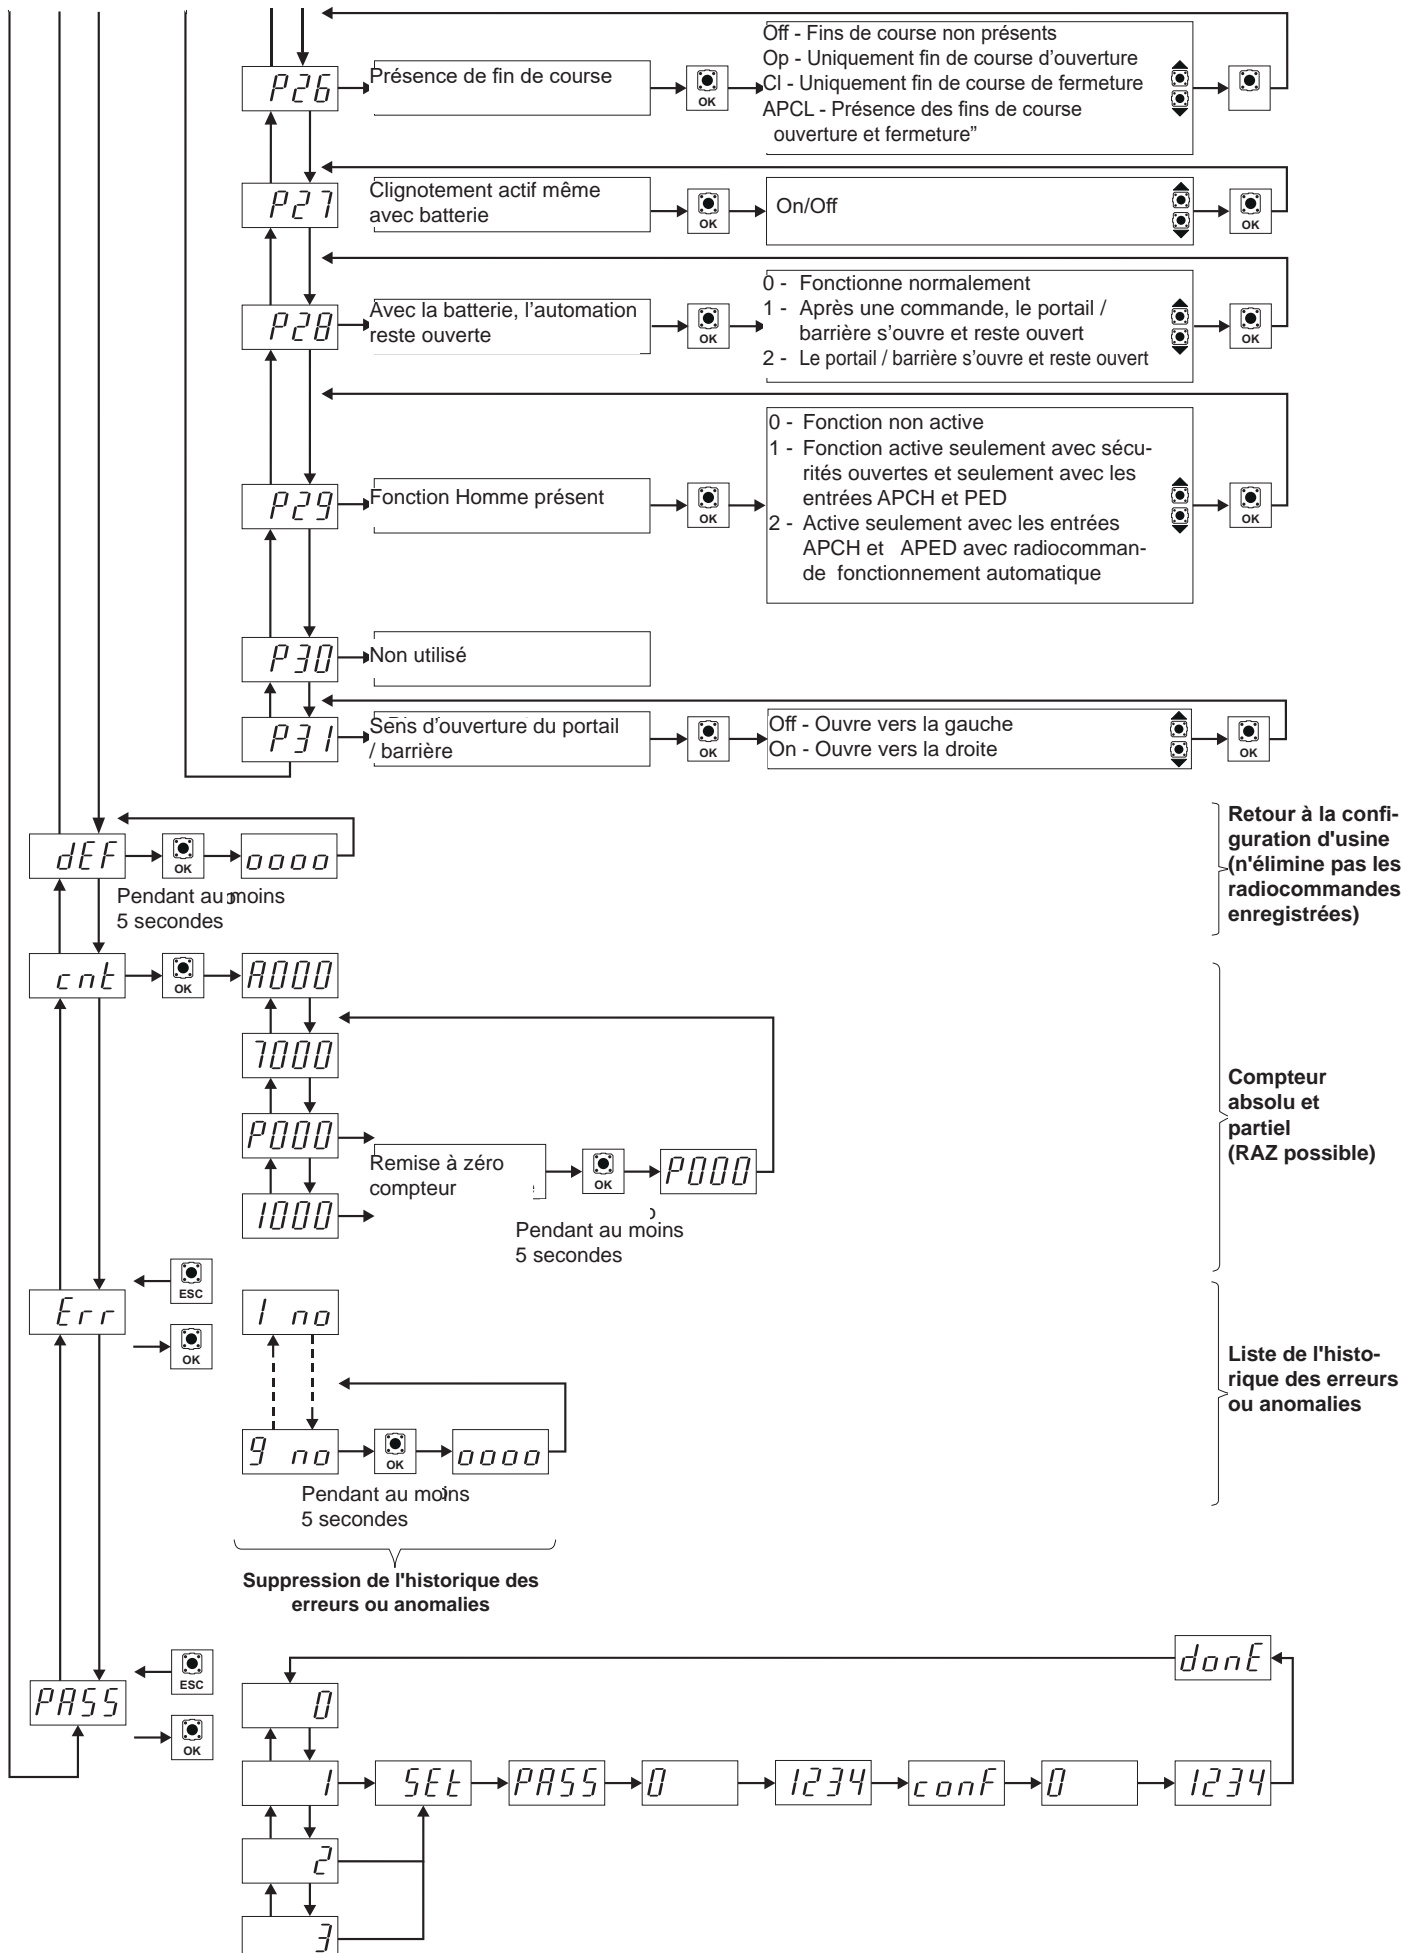 Off - Fins de course non présents
P26
Présence de fin de course
Op - Uniquement fin de course d’ouverture
Cl - Uniquement fin de course de fermeture
OK
APCL - Présence des fins de course
ouverture et fermeture”
P27
Clignotement actif même
avec batterie
OK
On/Off
OK
P28
Avec la batterie, l’automation
reste ouverte
OK
0 - Fonctionne normalement
1 - Après une commande, le portail /
barrière s’ouvre et reste ouvert
2 - Le portail / barrière s’ouvre et reste ouvert
OK
P29
Fonction Homme présent
OK
0 - Fonction non active
1 - Fonction active seulement avec sécu-
rités ouvertes et seulement avec les
entrées APCH et PED
2 - Active seulement avec les entrées
APCH et APED avec radiocomman-
de fonctionnement automatique
OK
P30
Non utilisé
P31
Sens d’ouverture du portail
/ barrière
OK
Off - Ouvre vers la gauche
On - Ouvre vers la droite
OK
dEF
OK
oooo
Pendant au moins
5 secondes
Retour à la confi-
guration d'usine
(n'élimine pas les
radiocommandes
enregistrées)
cnt
OK
A000
7000
P000
1000
Remise à zéro
compteur
OK
P000
Pendant au moins
5 secondes
Compteur
absolu et
partiel
(RAZ possible)
Err
ESC
OK
1 no
9 no
OK
oooo
Pendant au moins
5 secondes
Liste de l'histo-
rique des erreurs
ou anomalies
Suppression de l'historique des
erreurs ou anomalies
PASS
ESC
OK
donE
0
1
SEt
PASS
0
1234
conF
0
1234
2
3